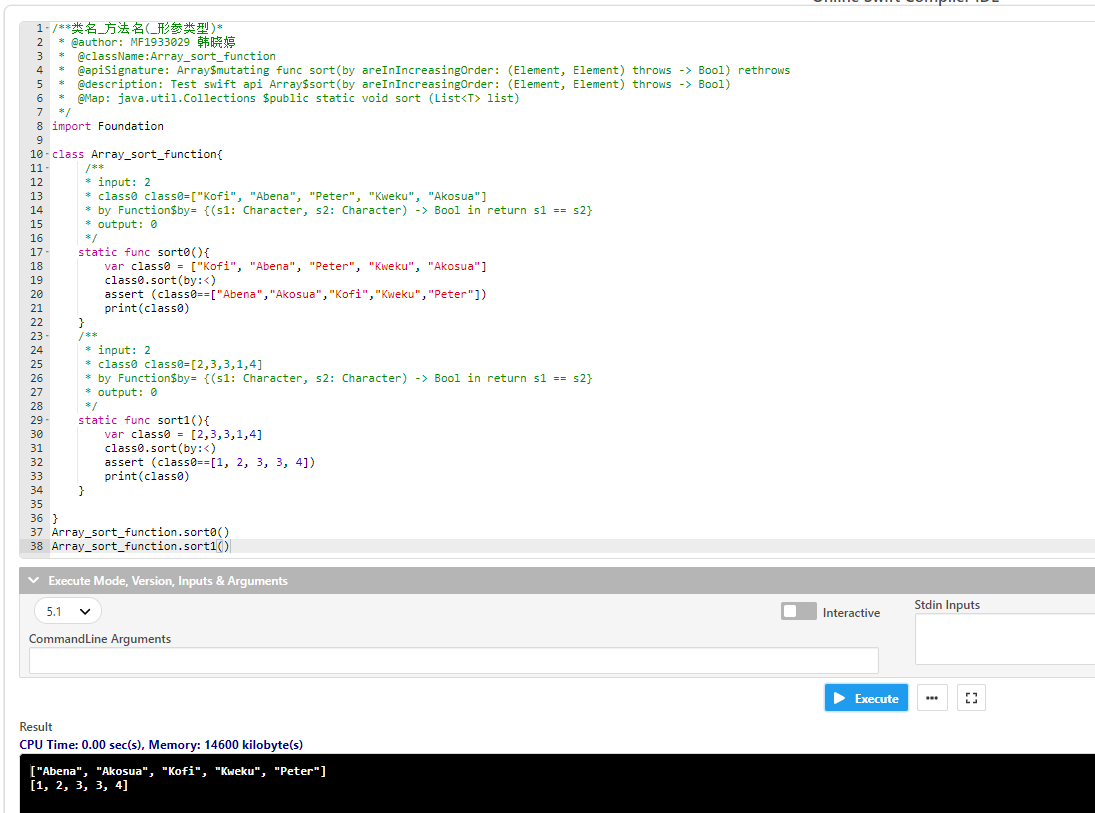 Online Swift Compiler IDE
1 /**类名_方法名(_形参类型)*
2 * @author: MF1933029 韩晓婷
3 * @className:Array_sort_function
4 * @apiSignature: Array$mutating func sort(by areInIncreasingOrder: (Element, Element) throws -> Bool) rethrows
5 * @description: Test swift api Array$sort(by areInIncreasingOrder: (Element, Element) throws -> Bool)
6 * @Map: java.util.Collections $public static void sort (List<T> list)
7 */
8 import Foundation
9
10 class Array_sort_function{
11 /**
12 * input: 2
13 * class0 class0=["Kofi", "Abena", "Peter", "Kweku", "Akosua"]
14 * by Function$by= {(s1: Character, s2: Character) -> Bool in return s1 == s2}
15 * output: 0
16 */
17 static func sort0(){
18 var class0 = ["Kofi", "Abena", "Peter", "Kweku", "Akosua"]
19 class0.sort(by:<)
20 assert (class0==["Abena","Akosua","Kofi","Kweku","Peter"])
21 print(class0)
22 }
23 /**
24 * input: 2
25 * class0 class0=[2,3,3,1,4]
26 * by Function$by= {(s1: Character, s2: Character) -> Bool in return s1 == s2}
27 * output: 0
28 */
29 static func sort1(){
30 var class0 = [2,3,3,1,4]
31 class0.sort(by:<)
32 assert (class0==[1, 2, 3, 3, 4])
33 print(class0)
34 }
35
36 }
37 Array_sort_function.sort0()
38 Array_sort_function.sort1()
Execute Mode, Version, Inputs & Arguments
5.1
Interactive
Stdin Inputs
CommandLine Arguments
Execute
Result
CPU Time: 0.00 sec(s), Memory: 14600 kilobyte(s)
["Abena", "Akosua", "Kofi", "Kweku", "Peter"]
[1, 2, 3, 3, 4]